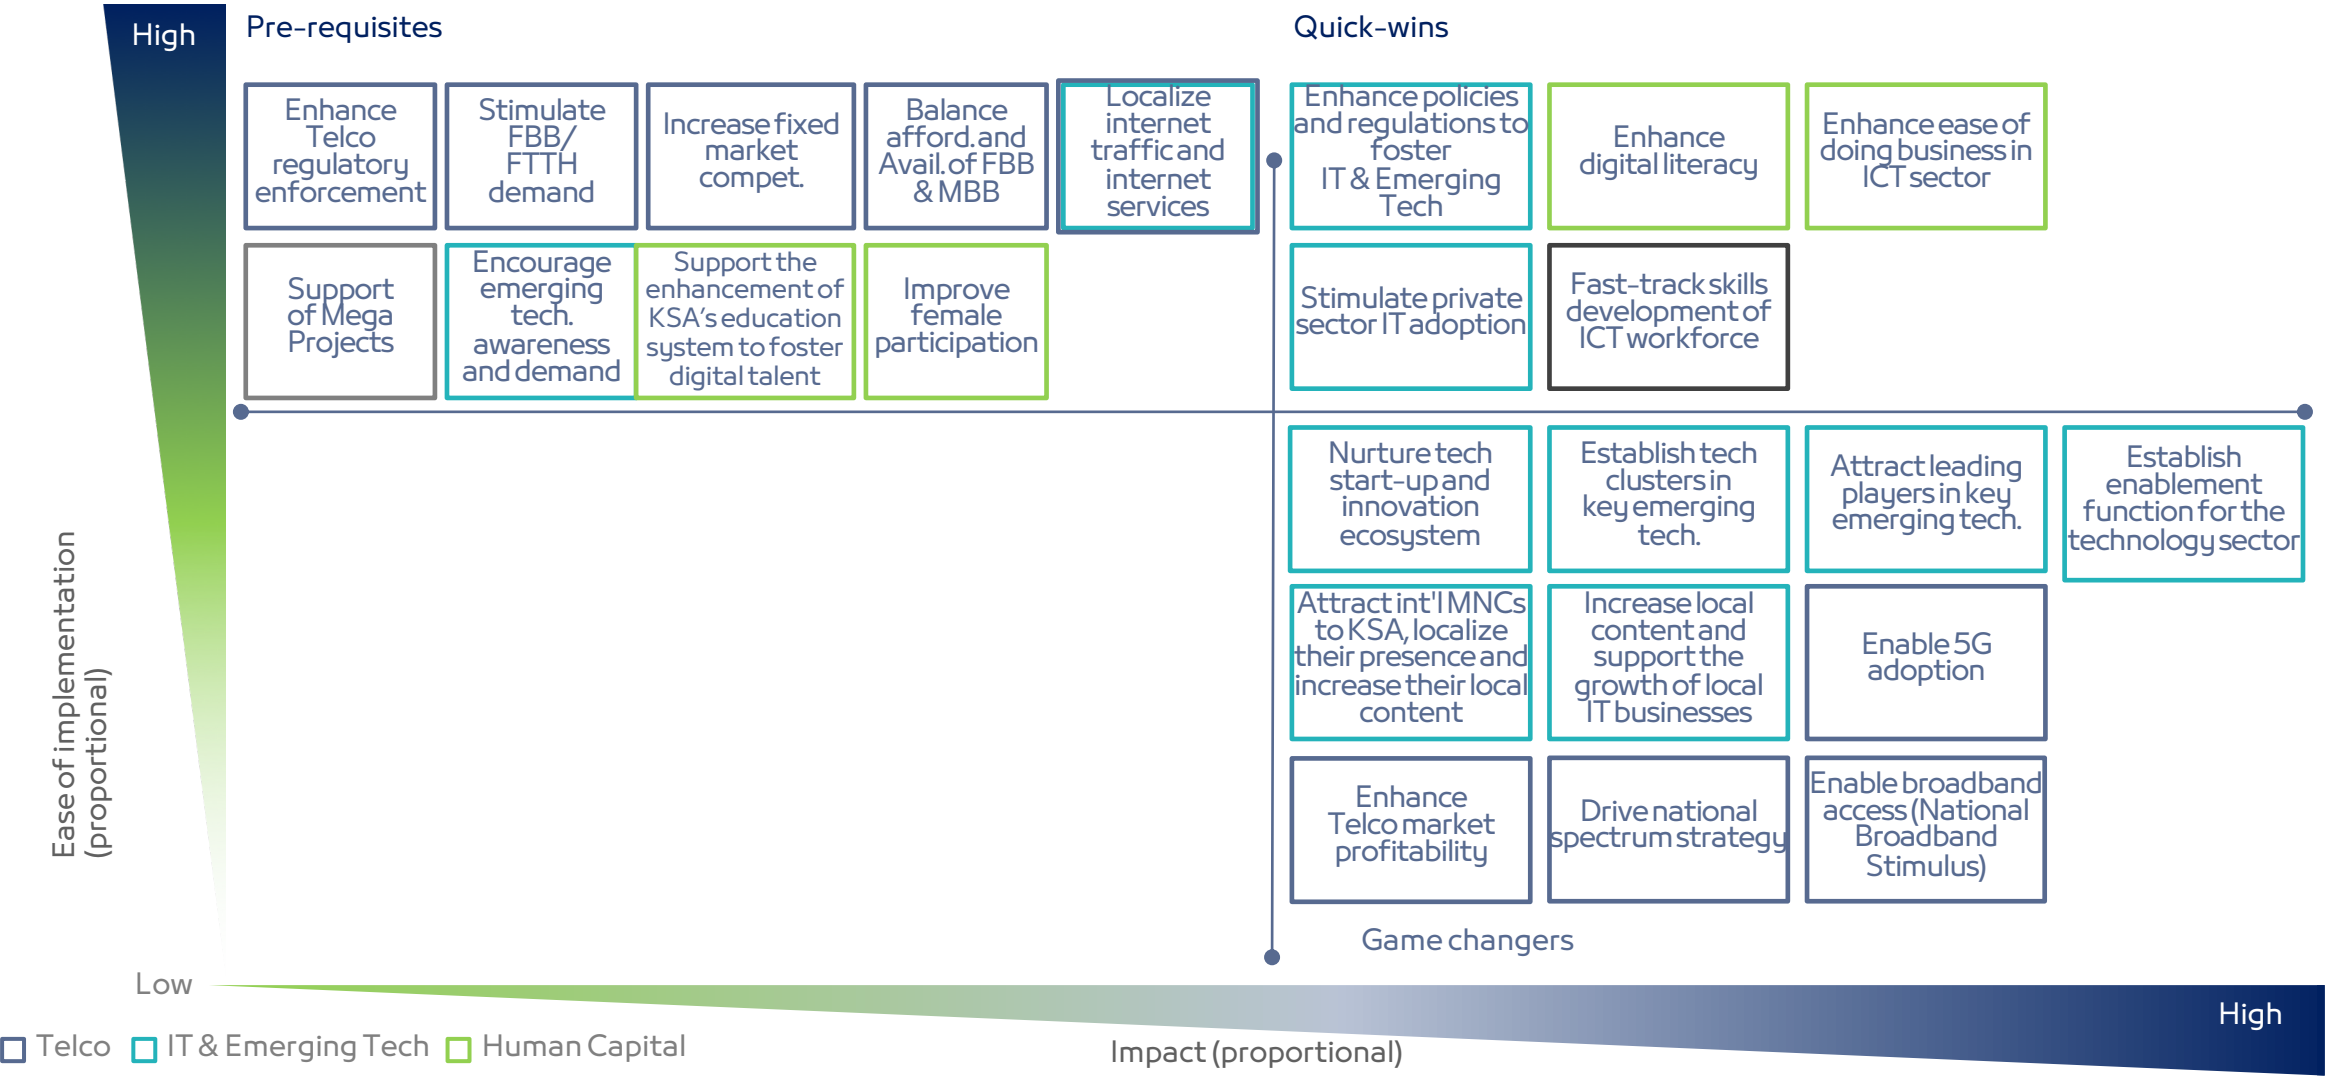 High
Pre-requisites
Quick-wins
Enhance
Telco
regulatory
enforcement
Stimulate
FBB/
FTTH
demand
Increase fixed
market
compet.
Balance
afford. and
Avail. of FBB
& MBB
Localize
internet
traffic and
internet
services
Enhance policies
and regulations to
foster
IT & Emerging
Tech
Enhance
digital literacy
Enhance ease of
doing business in
ICT sector
Support
of Mega
Projects
Encourage
emerging
tech.
awareness
and demand
Support the
enhancement of
KSA's education
system to foster
digital talent
Improve
female
participation
Stimulate private
sector IT adoption
Fast-track skills
development of
ICT workforce
Nurture tech
start-up and
innovation
ecosystem
Establish tech
clusters in
key emerging
tech.
Attract leading
players in key
emerging tech.
Establish
enablement
function for the
technology sector
Attract int'l MNCs
to KSA, localize
their presence and
increase their local
content
Increase local
content and
support the
growth of local
IT businesses
Enable 5G
adoption
Enhance
Telco market
profitability
Drive national
spectrum strategy
Enable broadband
access (National
Broadband
Stimulus)
Game changers
Ease of implementation
(proportional)
Low
High
Impact (proportional)
Telco
IT & Emerging Tech
Human Capital